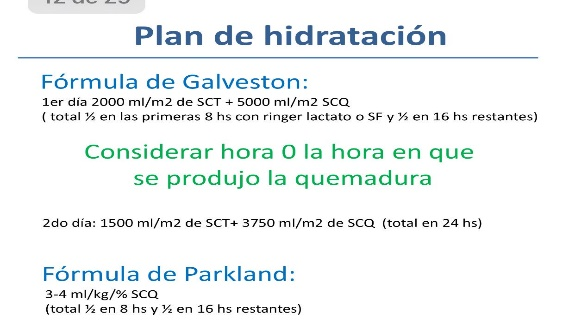 12 de 25
Plan de hidratación
Fórmula de Galveston:
1er día 2000 ml/m2 de SCT + 5000 ml/m2 SCQ
( total ½ en las primeras 8 hs con ringer lactato o SF y ½ en 16 hs restantes)
Considerar hora 0 la hora en que
se produjo la quemadura
2do día: 1500 ml/m2 de SCT+ 3750 ml/m2 de SCQ (total en 24 hs)
Fórmula de Parkland:
3-4 ml/kg/% SCQ
(total ½ en 8 hs y ½ en 16 hs restantes)